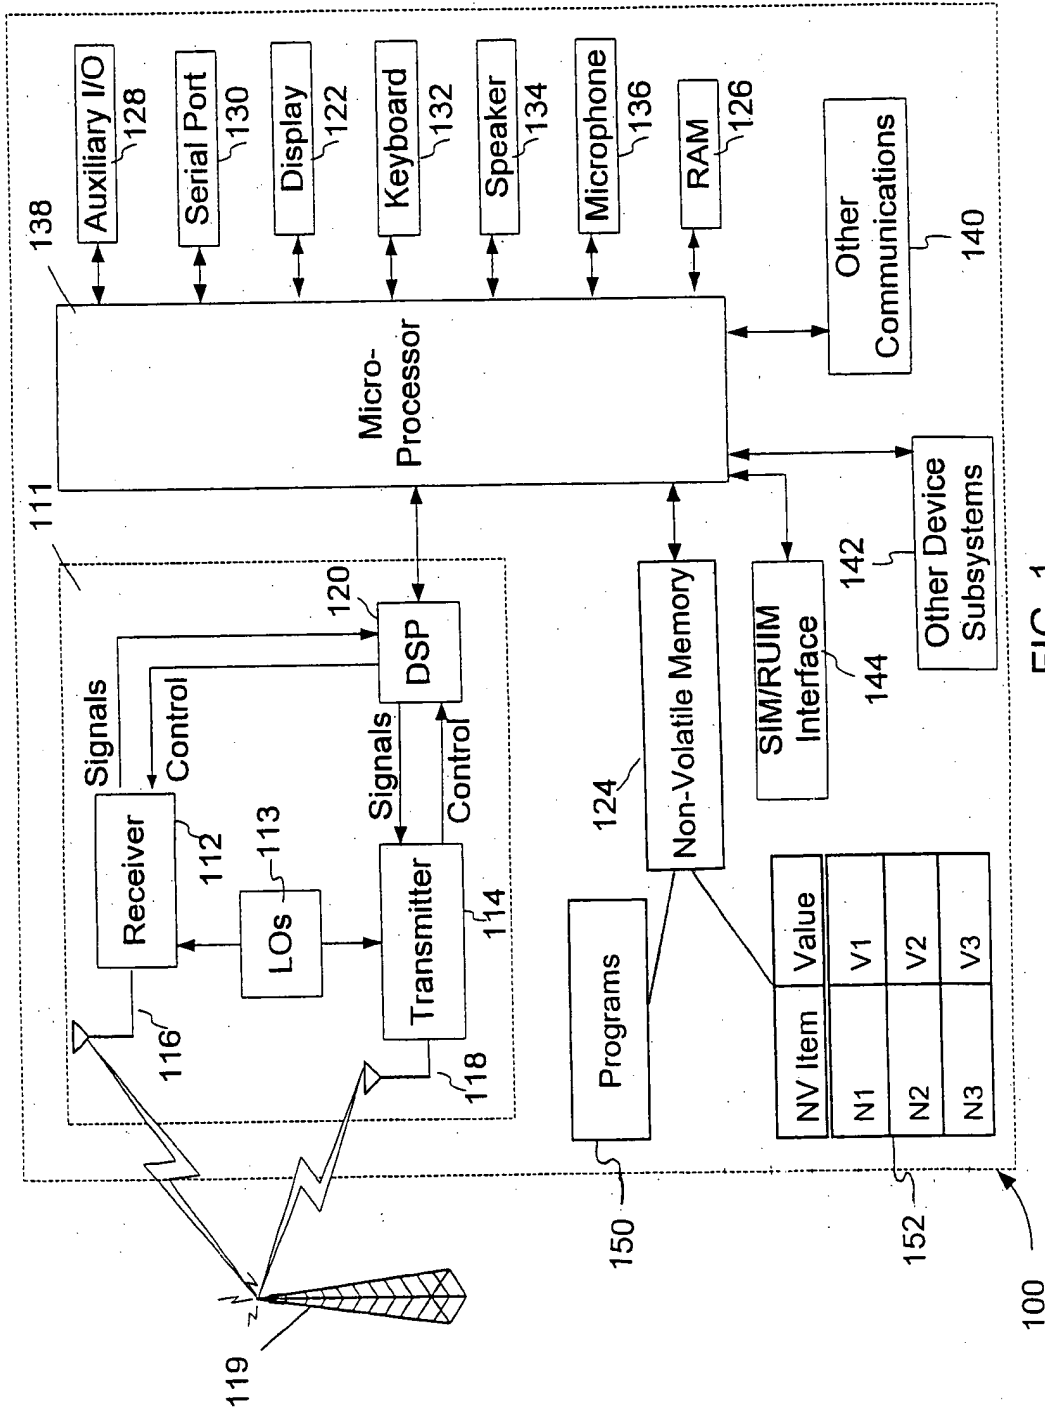 138
111
Auxiliary I/O
128
Serial Port
130
Display
122
Keyboard
132
Speaker
134
Microphone
136
RAM
126
Micro-
Processor
Other
Communications
140
Other Device
Subsystems
142
SIM/RUIM
Interface
144
Non-Volatile Memory
124
DSP
120
Signals
Control
Signals
Control
Receiver
112
LOs
113
Transmitter
114
116
118
119
Programs
150
NV Item Value
N1 V1
N2 V2
N3 V3
152
100